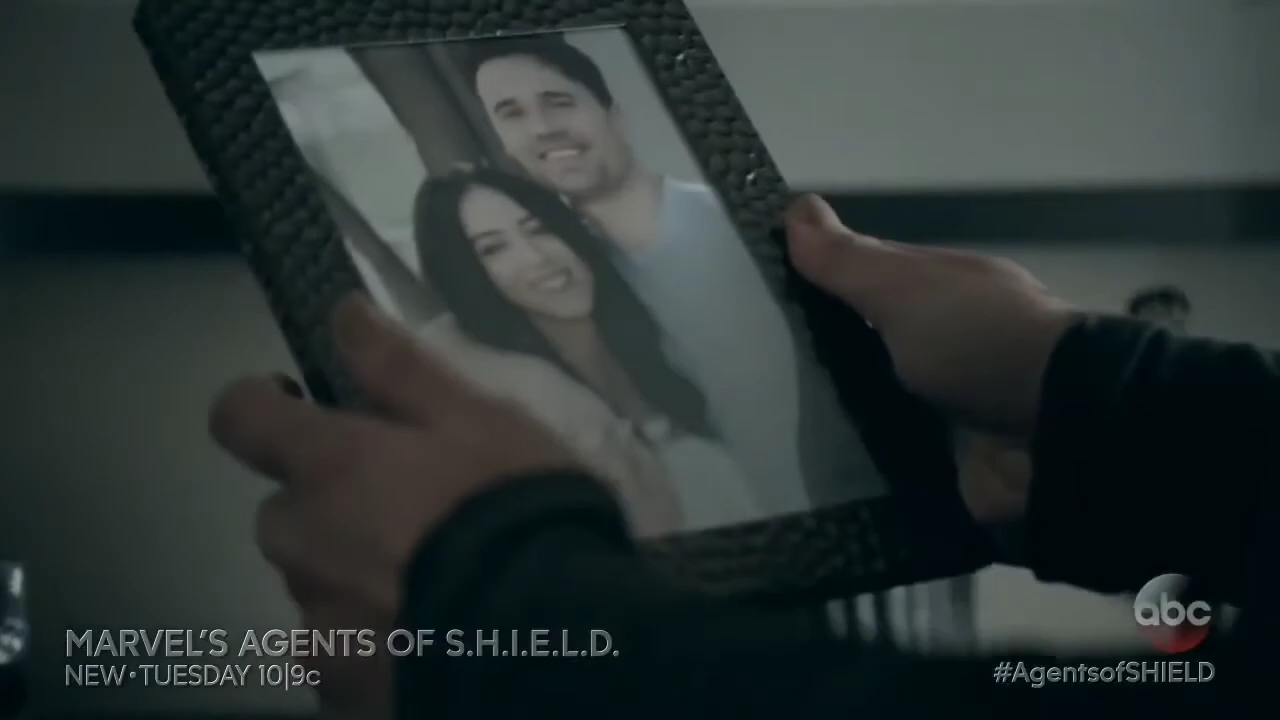 MARVEL'S AGENTS OF S.H.I.E.L.D.
NEW•TUESDAY 10|9c
abc
#AgentsofSHIELD